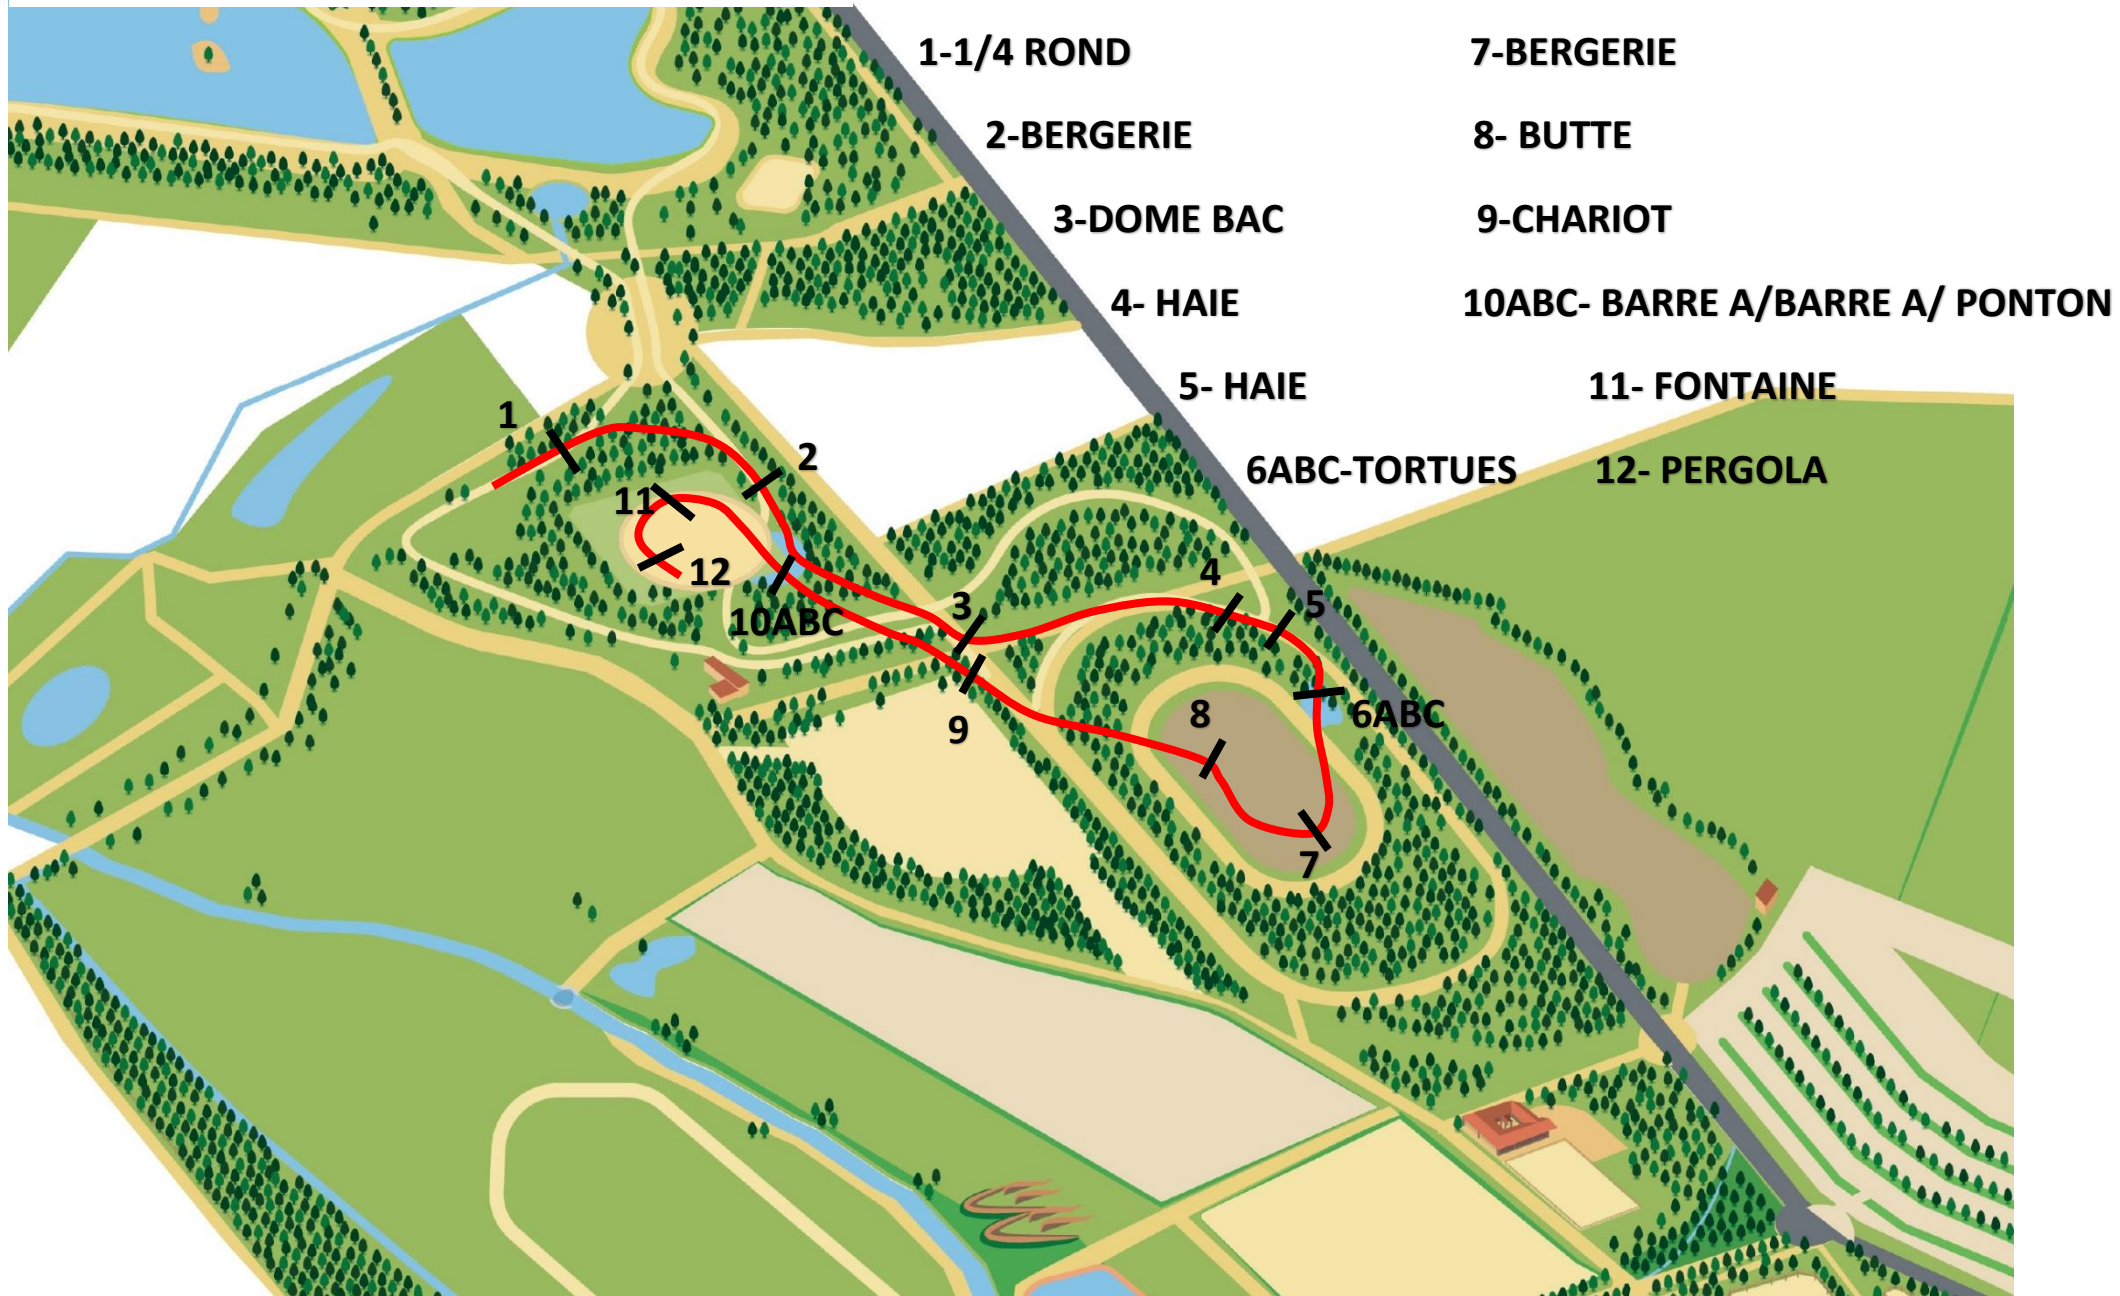 1-1/4 ROND
2-BERGERIE
3-DOME BAC
4- HAIE
5- HAIE
6ABC-TORTUES
7-BERGERIE
8- BUTTE
9-CHARIOT
10ABC- BARRE A/BARRE A/ PONTON
11- FONTAINE
12- PERGOLA
1
2
11
12
10ABC
3
4
5
6ABC
9
8
7